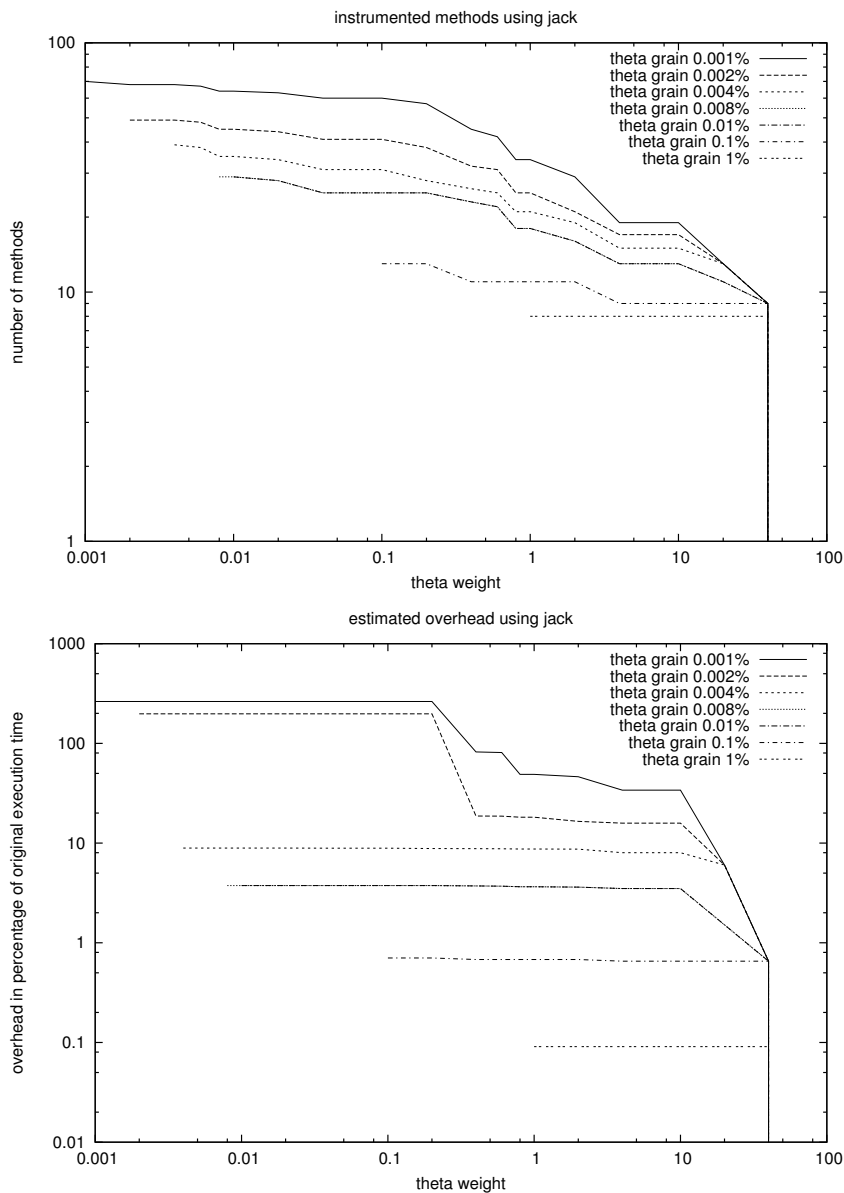 instrumented methods using jack
100
10
1
number of methods
theta grain 0.001%
theta grain 0.002%
theta grain 0.004%
theta grain 0.008%
theta grain 0.01%
theta grain 0.1%
theta grain 1%
0.001 0.01 0.1 1 10 100
theta weight
estimated overhead using jack
1000
100
10
1
0.1
0.01
overhead in percentage of original execution time
theta grain 0.001%
theta grain 0.002%
theta grain 0.004%
theta grain 0.008%
theta grain 0.01%
theta grain 0.1%
theta grain 1%
0.001 0.01 0.1 1 10 100
theta weight